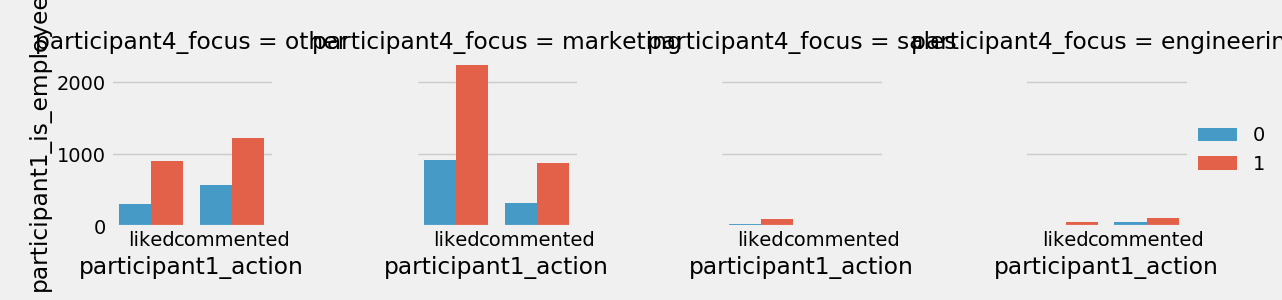 participant4_focus = other
participant4_focus = marketing
participant4_focus = sales
participant4_focus = engineerin
participant1_is_employee
2000
1000
0
0
1
liked commented
liked commented
liked commented
liked commented
participant1_action
participant1_action
participant1_action
participant1_action